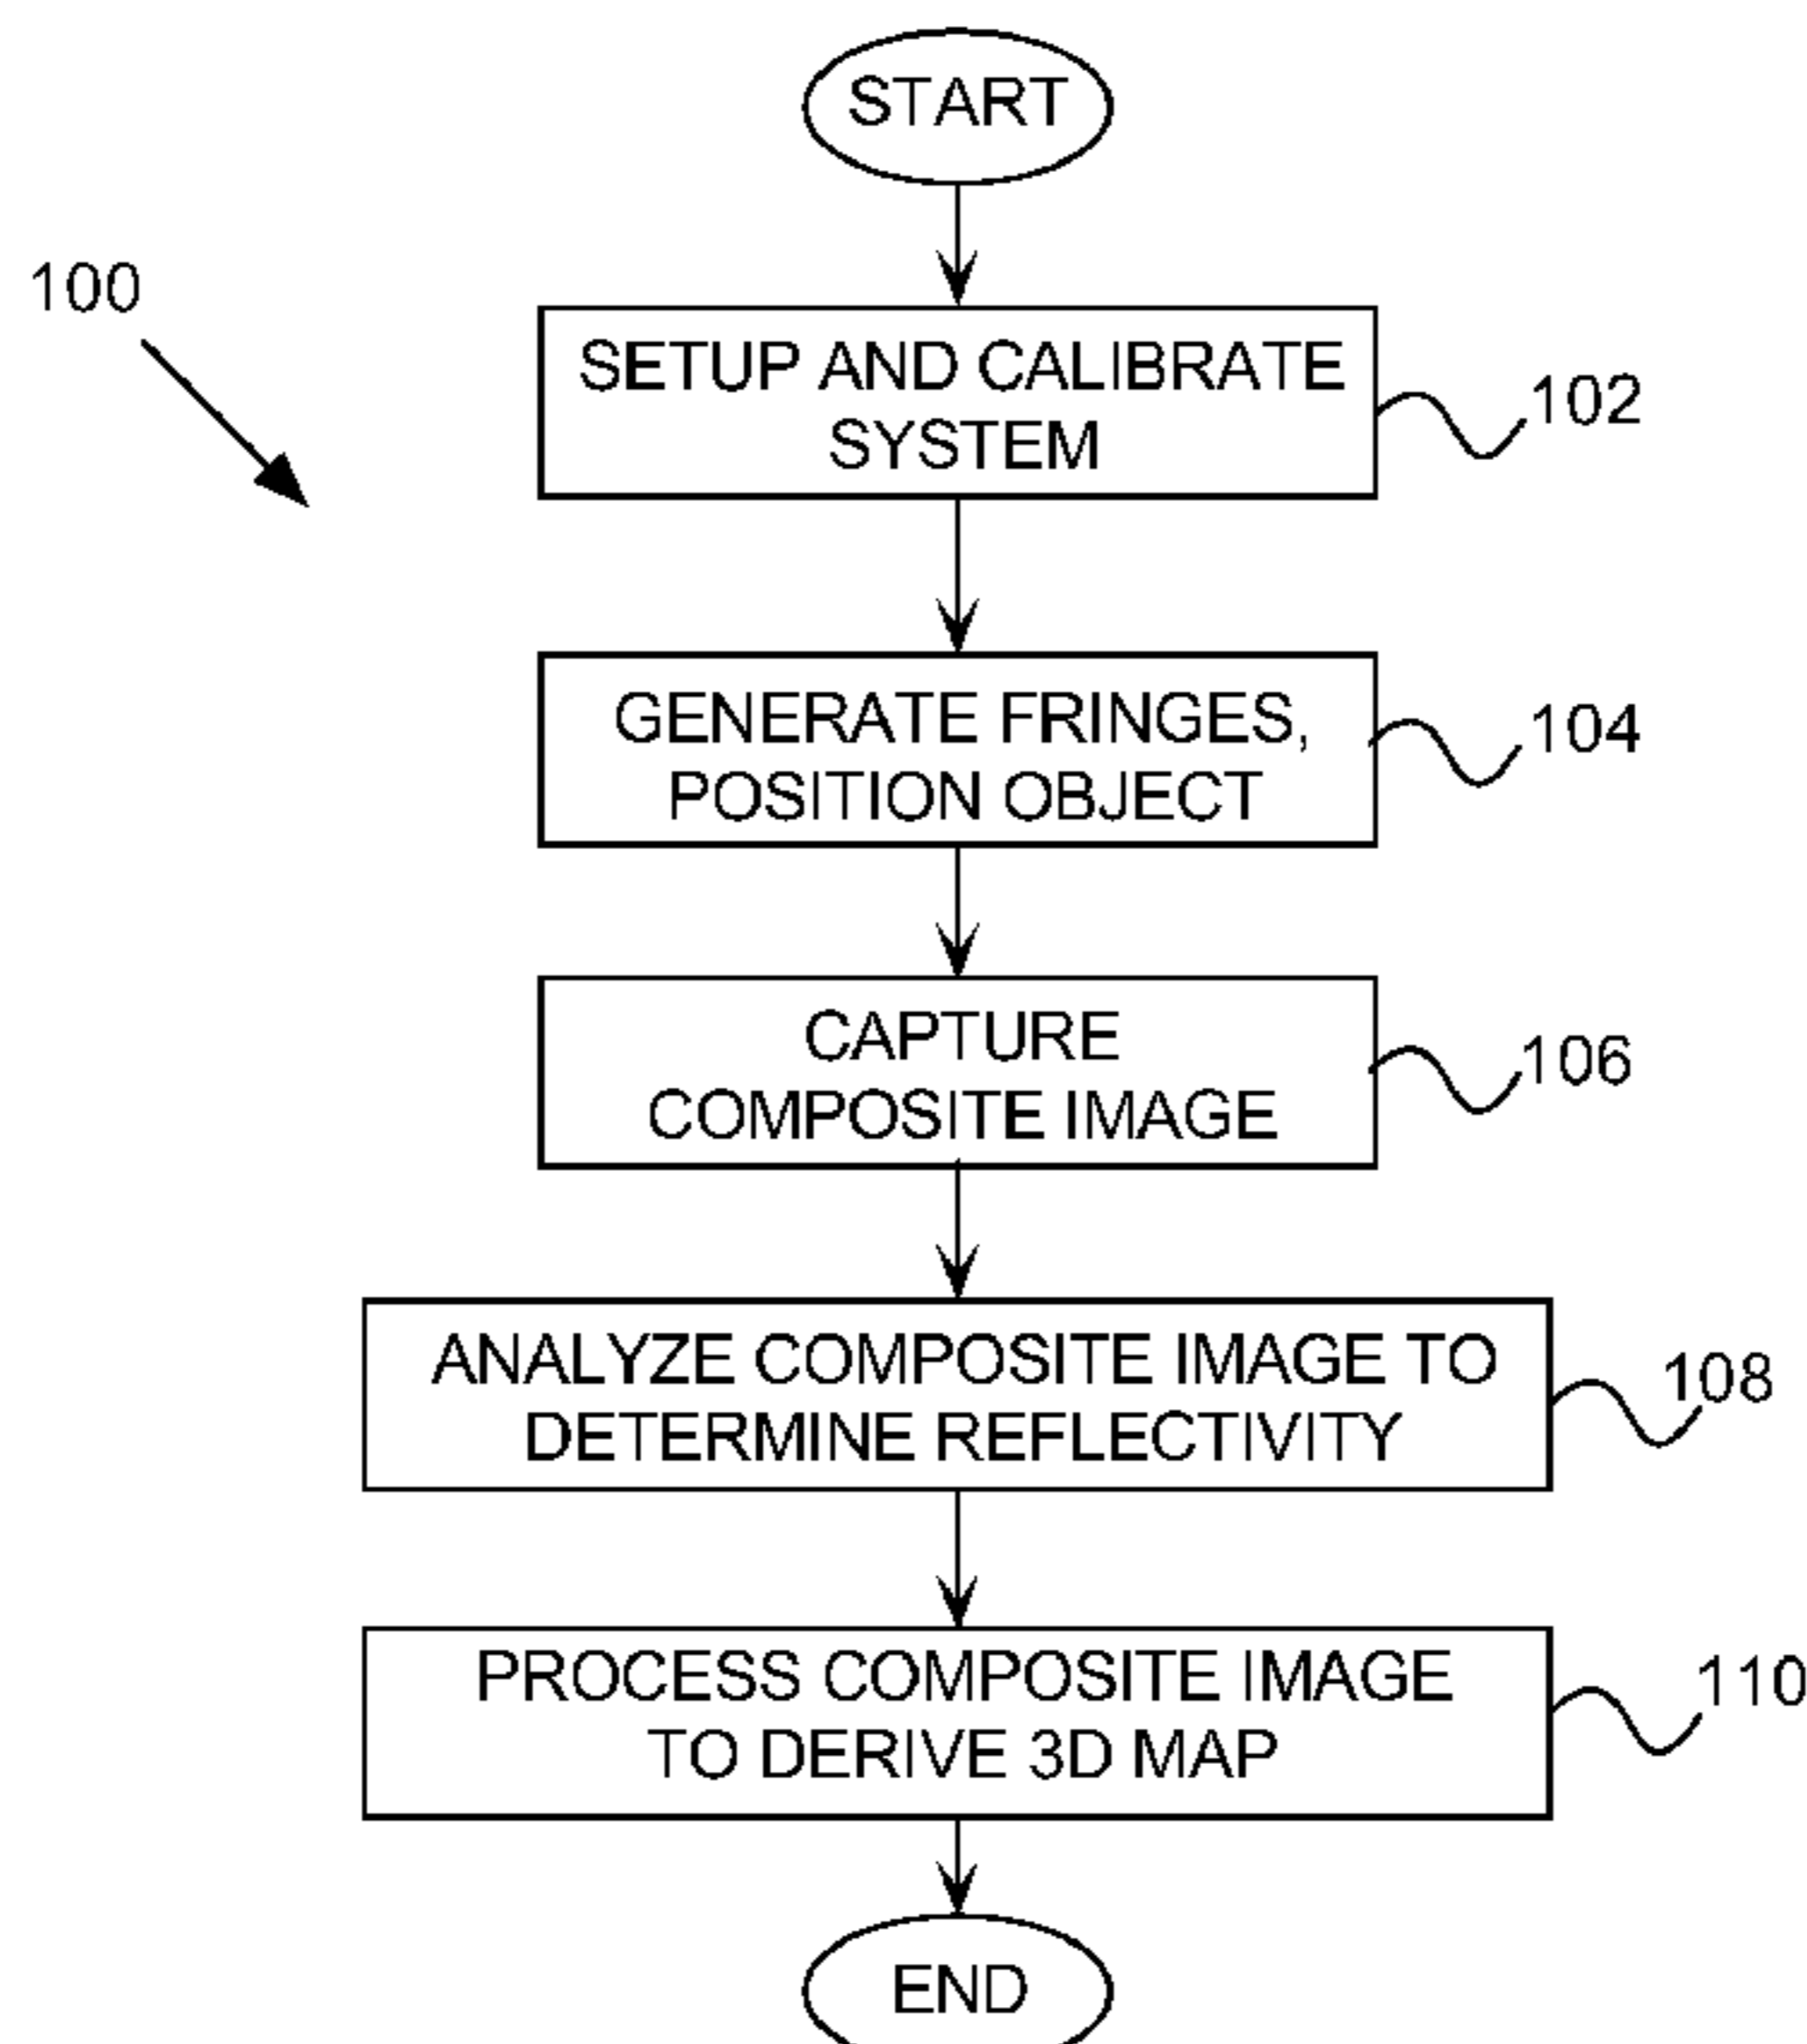 START
100
SETUP AND CALIBRATE
SYSTEM
102
GENERATE FRINGES,
POSITION OBJECT
104
CAPTURE
COMPOSITE IMAGE
106
ANALYZE COMPOSITE IMAGE TO
DETERMINE REFLECTIVITY
108
PROCESS COMPOSITE IMAGE
TO DERIVE 3D MAP
110
END